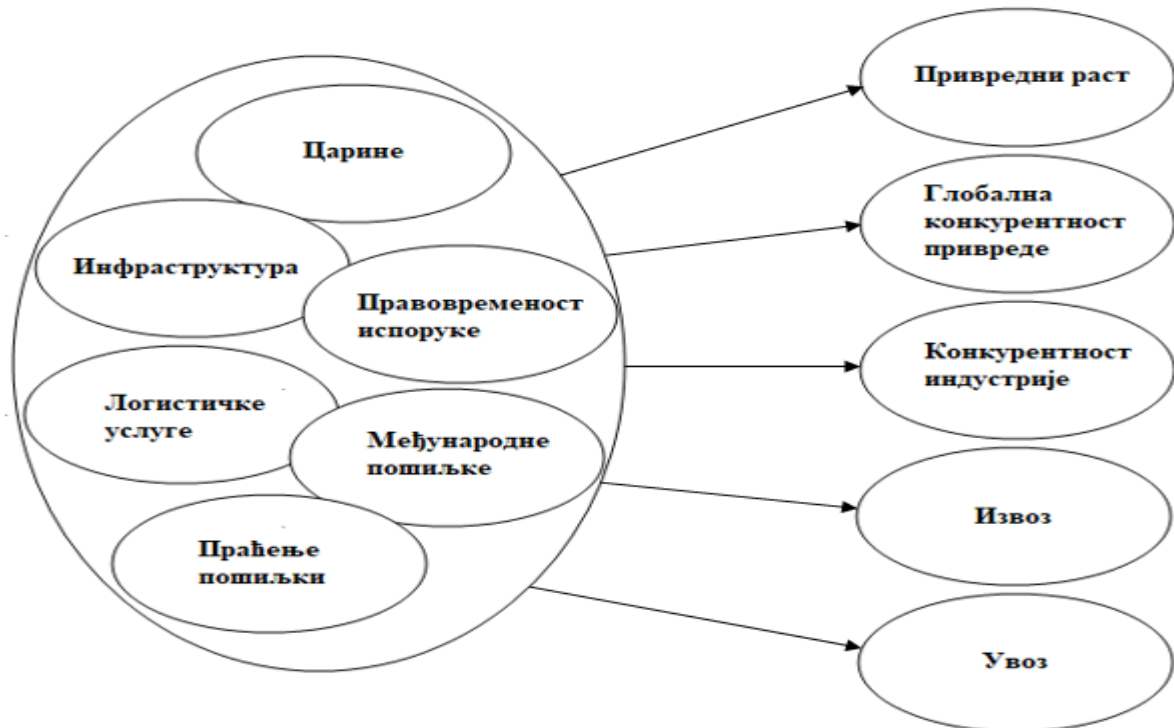 Царине
Инфраструктура
Правовременост
испоруке
Логистичке
услуге
Међународне
пошиљке
Праћење
пошиљки
Привредни раст
Глобална
конкурентност
привреде
Конкурентност
индустрије
Извоз
Увоз